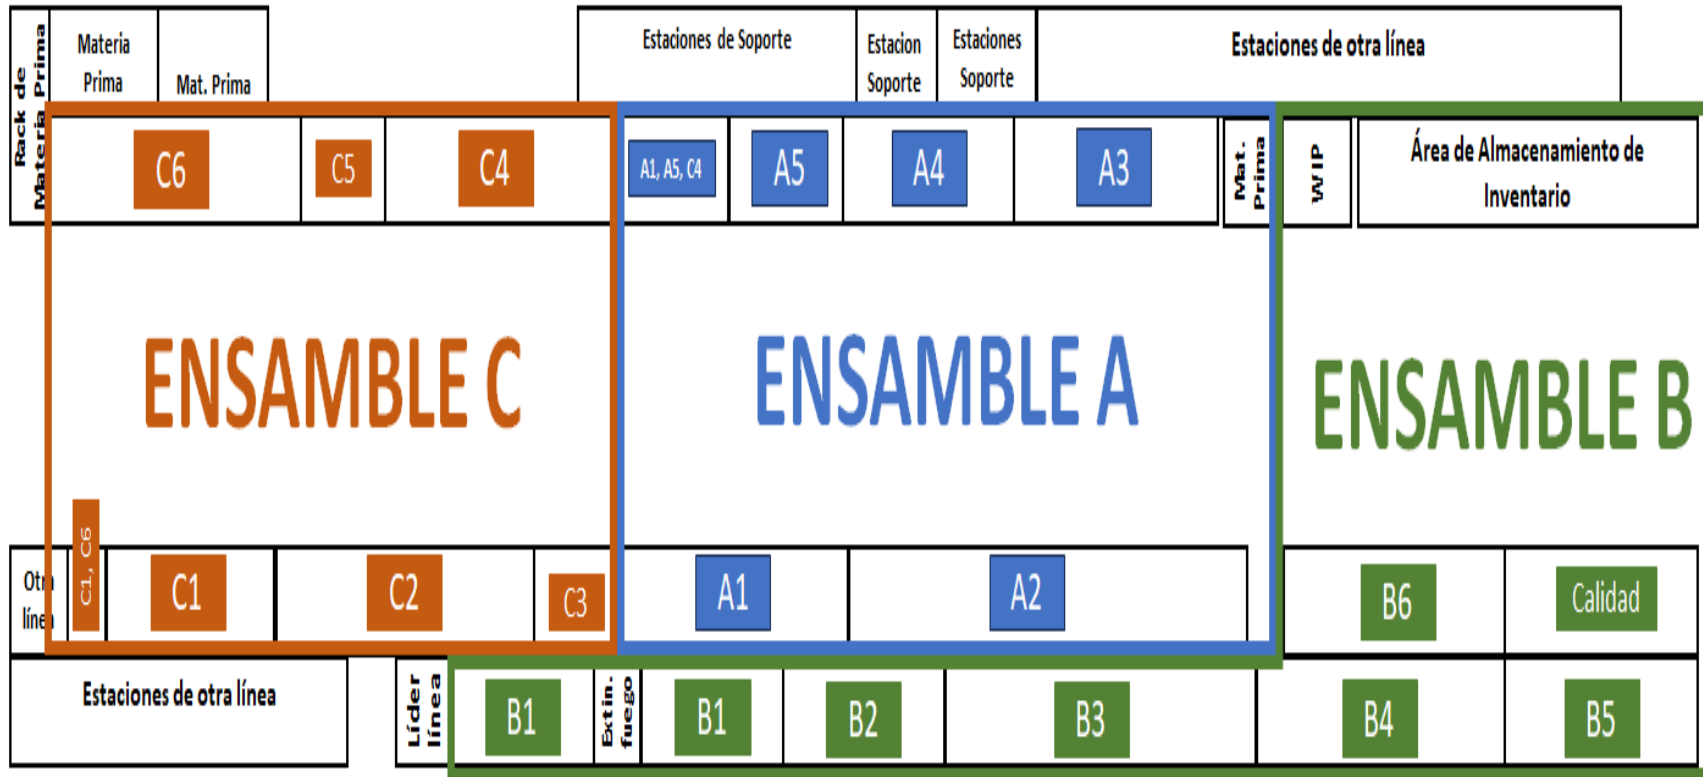 Rack de
Materia Prima
Materia
Prima
Mat. Prima
Estaciones de Soporte
Estacion
Soporte
Estaciones
Soporte
Estaciones de otra línea
C6
C5
C4
A1, A5, C4
A5
A4
A3
Mat.
Prima
WIP
Área de Almacenamiento de
Inventario
ENSAMBLE C
ENSAMBLE A
ENSAMBLE B
Otra
línea
C1, C6
C1
C2
C3
A1
A2
B6
Calidad
Estaciones de otra línea
Líder
línea
B1
Extin.
fuego
B1
B2
B3
B4
B5